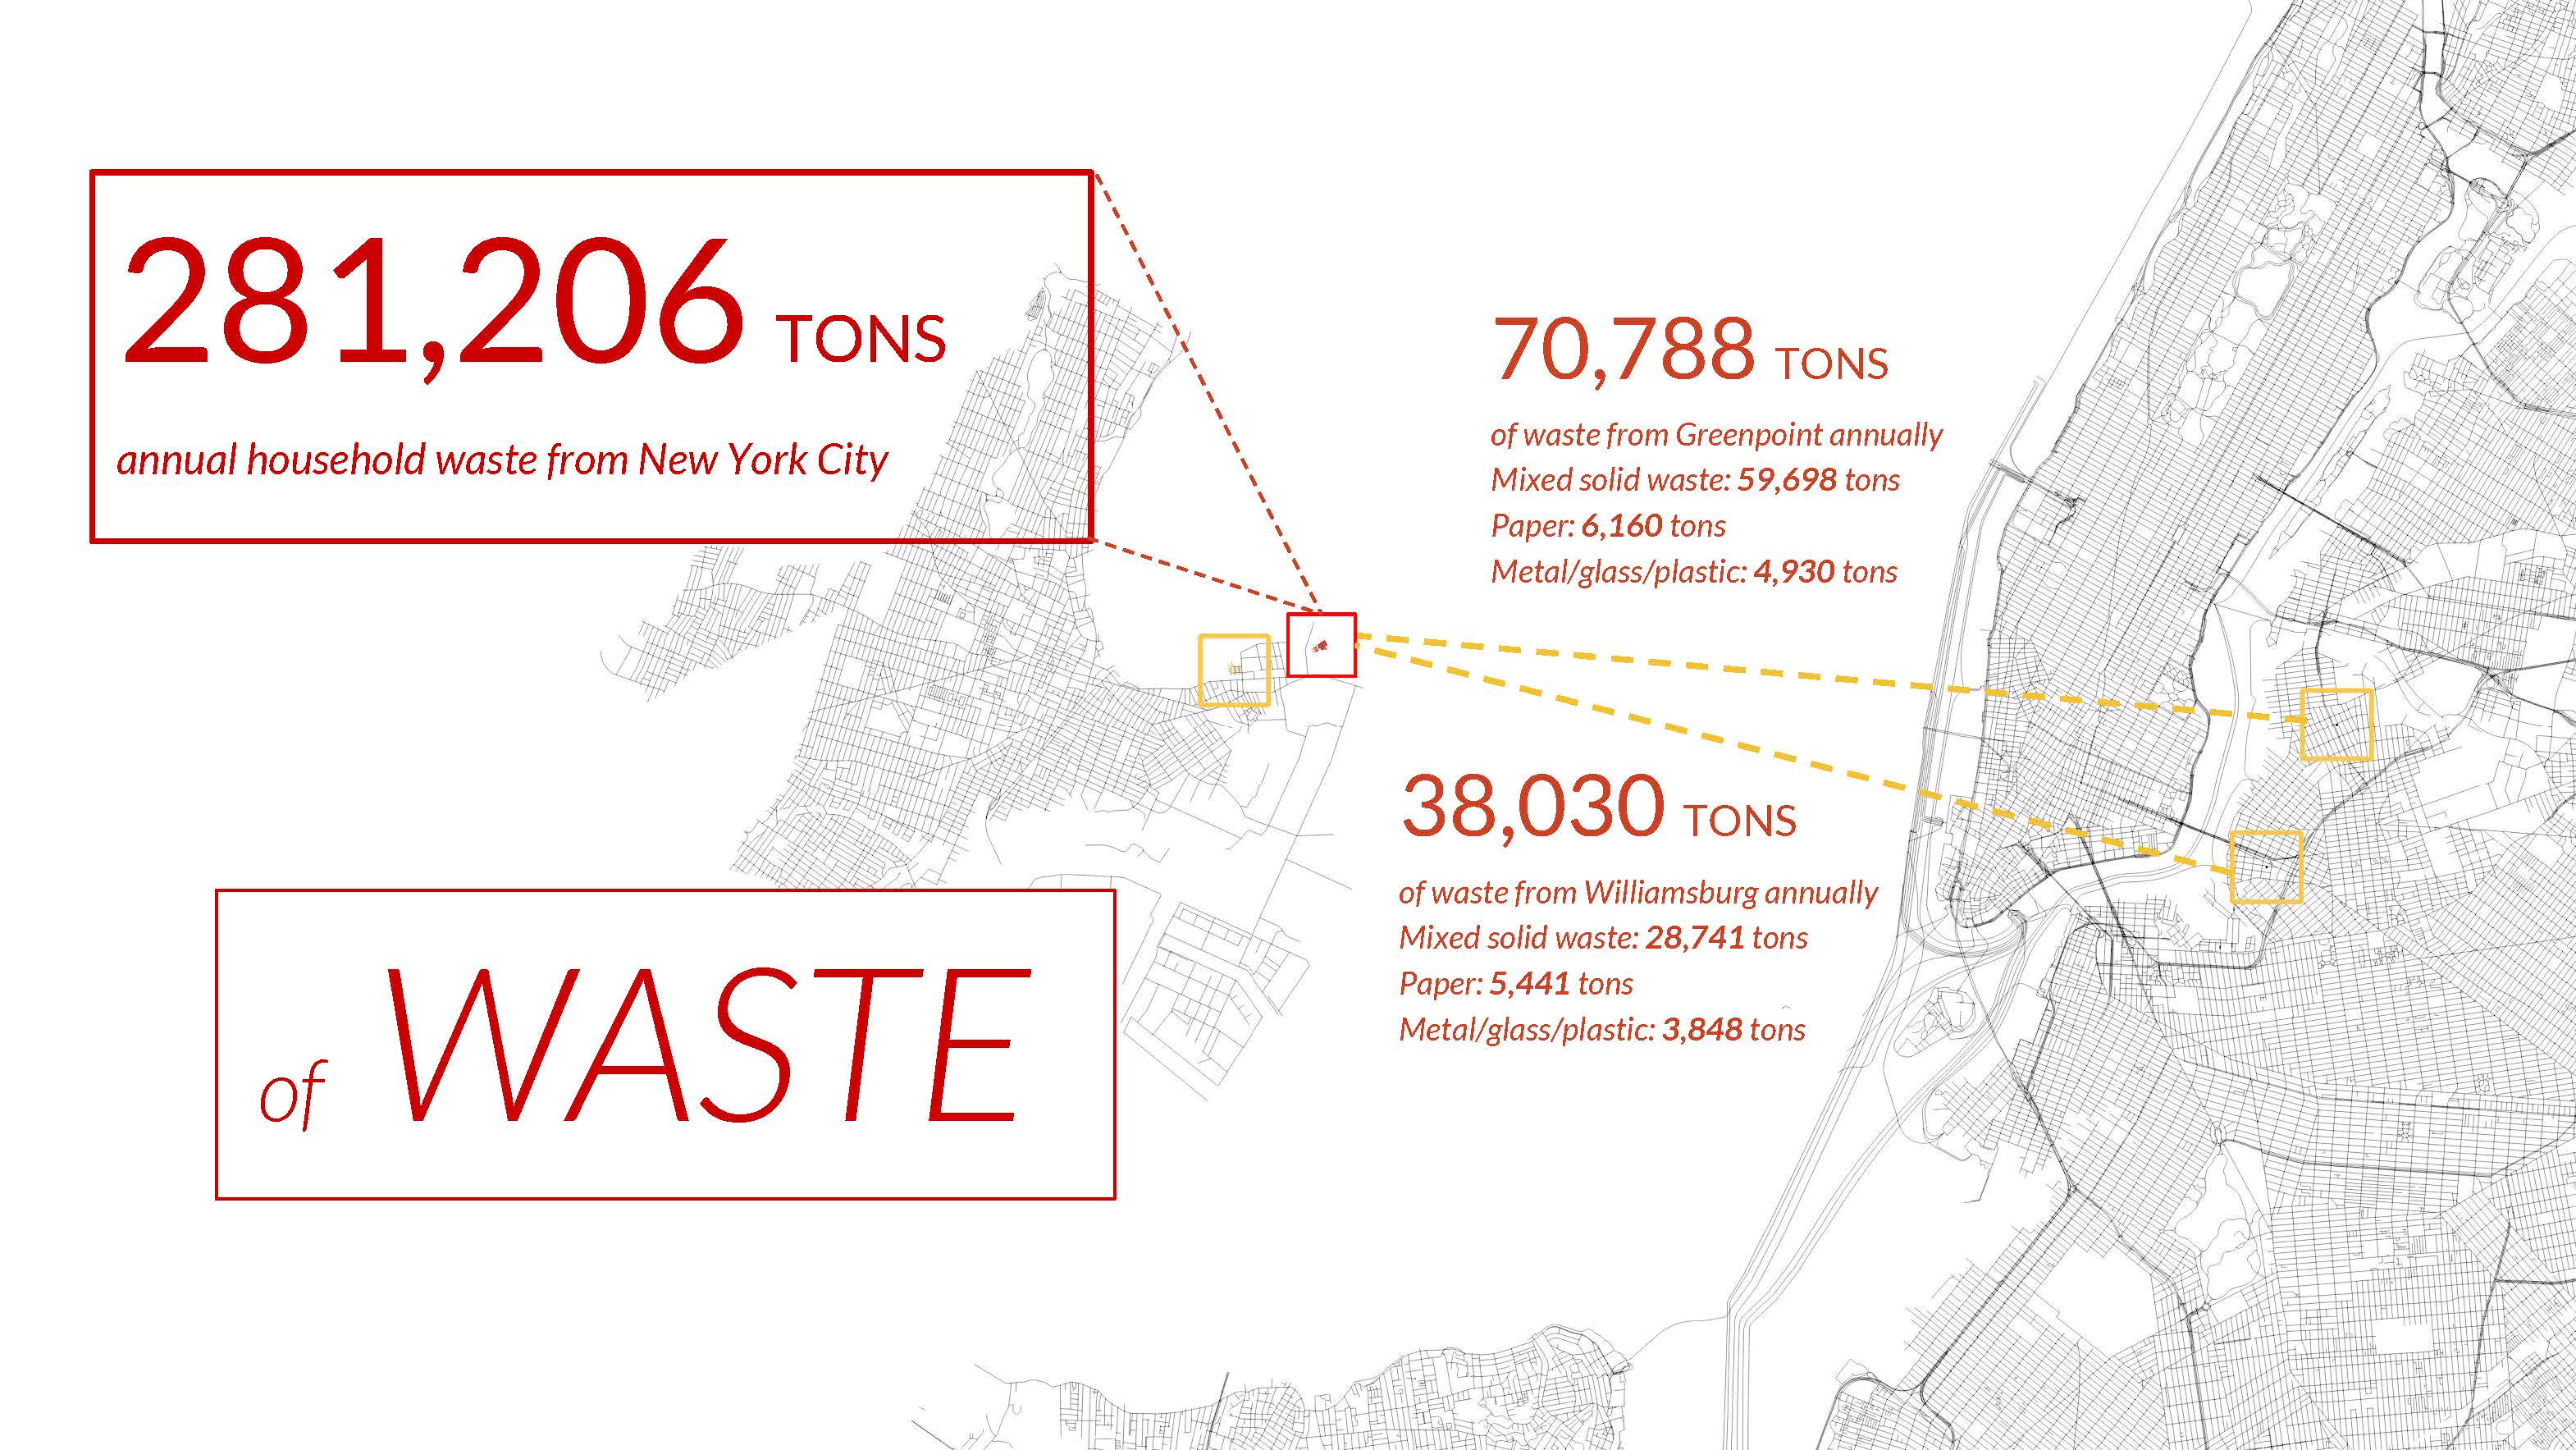 281,206 TONS
annual household waste from New York City
70,788 TONS
of waste from Greenpoint annually
Mixed solid waste: 59,698 tons
Paper: 6,160 tons
Metal/glass/plastic: 4,930 tons
38,030 TONS
of waste from Williamsburg annually
Mixed solid waste: 28,741 tons
Paper: 5,441 tons
Metal/glass/plastic: 3,848 tons
of WASTE